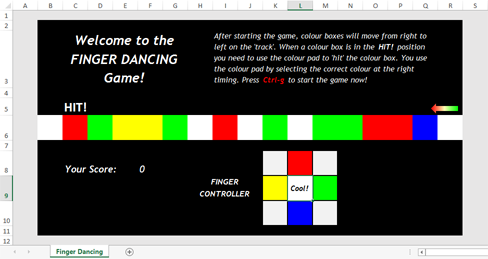 A B C D E F G H I J K L M N O P Q R S
1
2
Welcome to the
FINGER DANCING
Game!
After starting the game, colour boxes will move from right to
left on the 'track'. When a colour box is in the HIT! position
you need to use the colour pad to 'hit' the colour box. You use
the colour pad by selecting the correct colour at the right
timing. Press Ctrl-g to start the game now!
3
4
5
HIT!
6
7
8
Your Score: 0
FINGER
CONTROLLER
Cool!
9
10
11
12
Finger Dancing